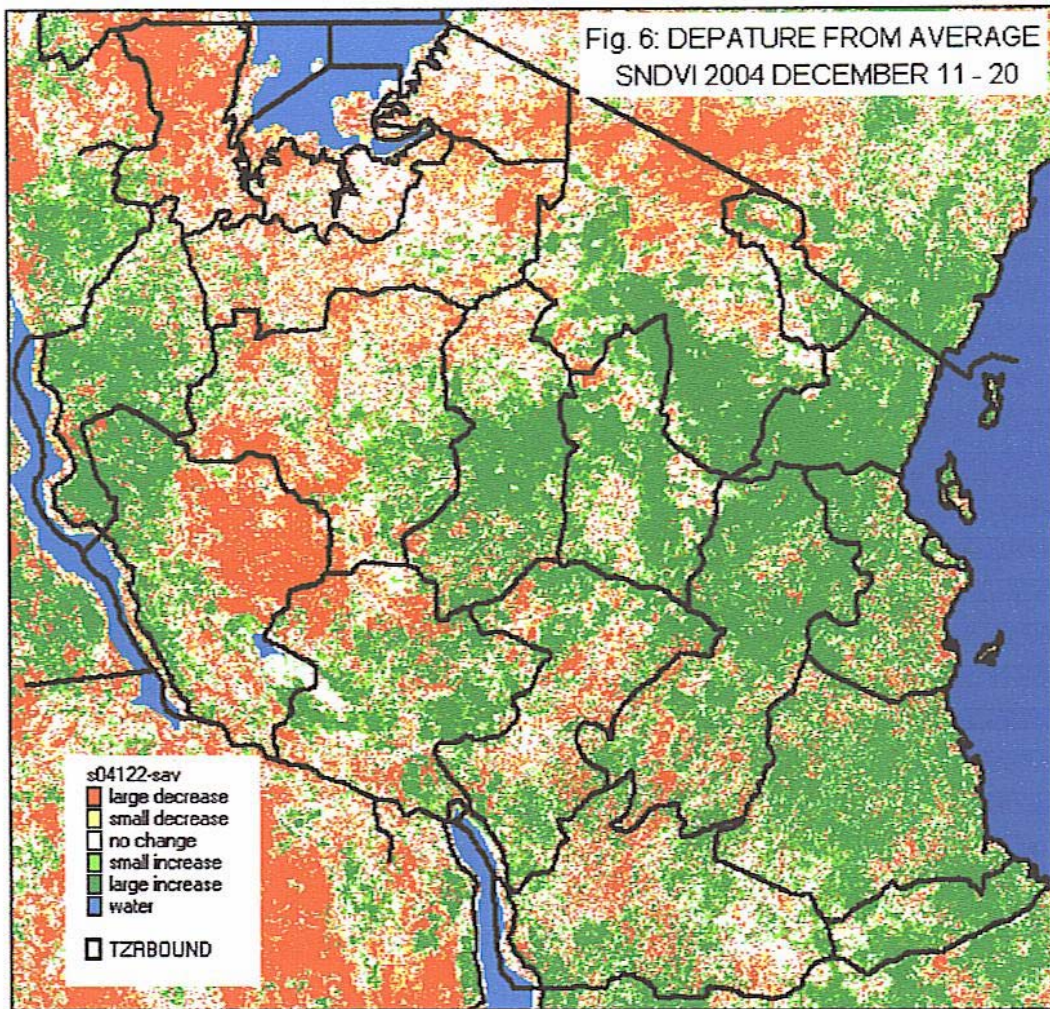 Fig. 6: DEPATURE FROM AVERAGE
SNDVI 2004 DECEMBER 11 - 20
s04122-sav
large decrease
small decrease
no change
small increase
large increase
water
TZRBOUND